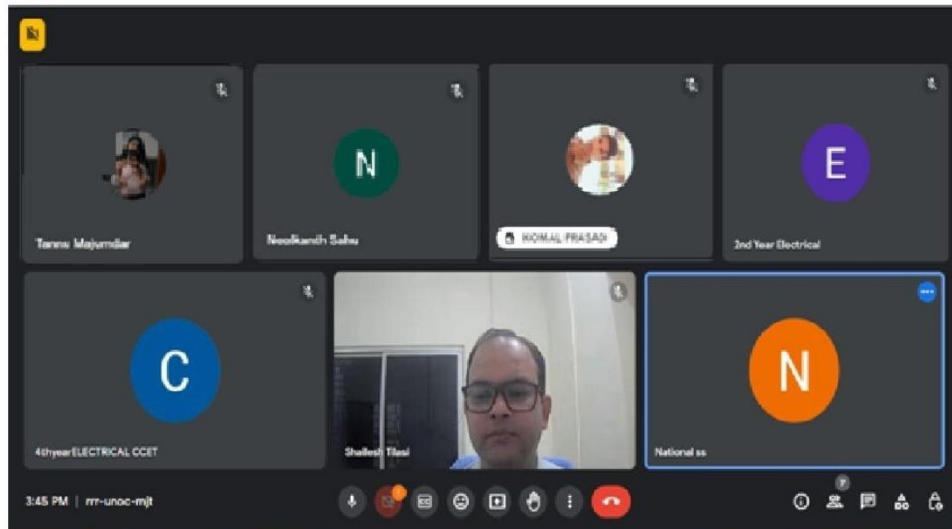 Tannu Majumdar
N
Neelkanth Sahu
KOMAL PRASAD
E
2nd Year Electrical
C
4thyearELECTRICAL CCET
Shailesh Tilasi
N
National ss
3:45 PM | rrr-unoc-mjt
CC